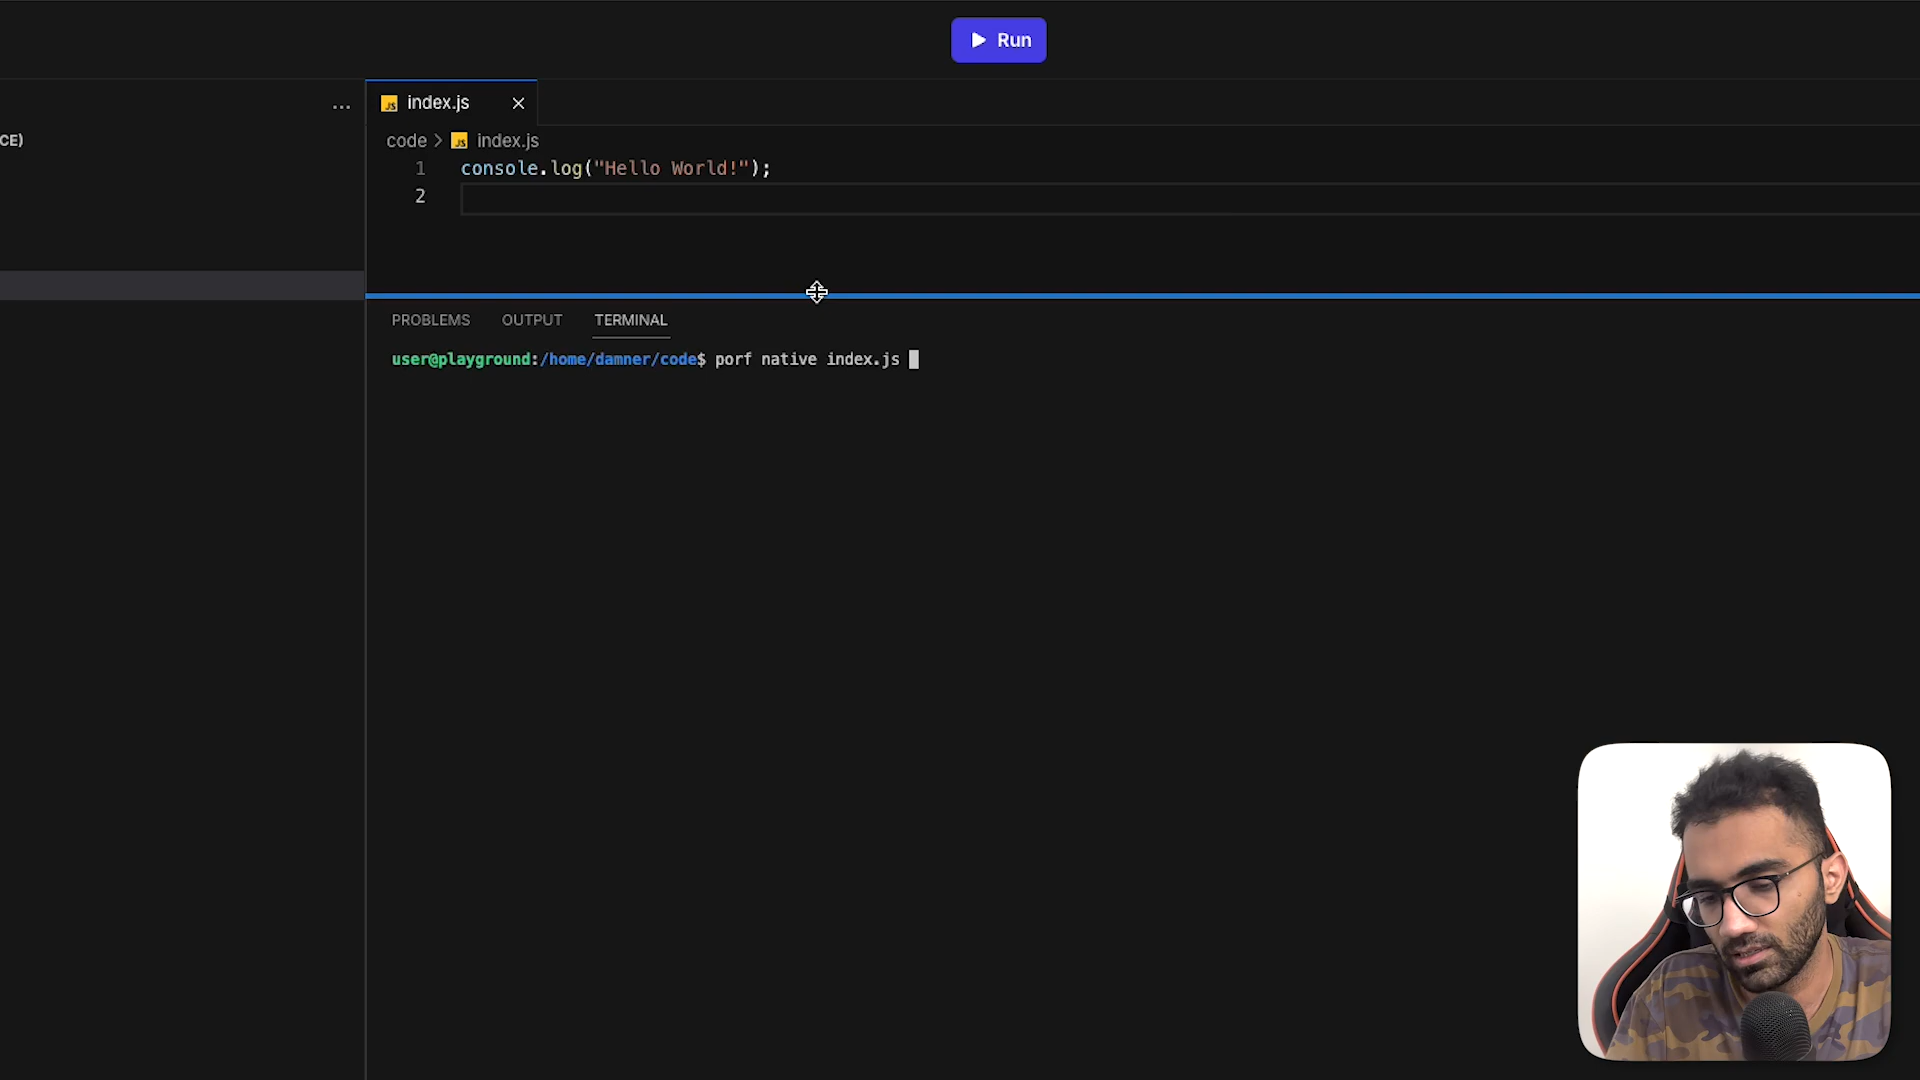 Run
...
index.js
CE)
code > index.js
1 console.log("Hello World!");
2
PROBLEMS OUTPUT TERMINAL
user@playground:/home/damner/code$ porf native index.js